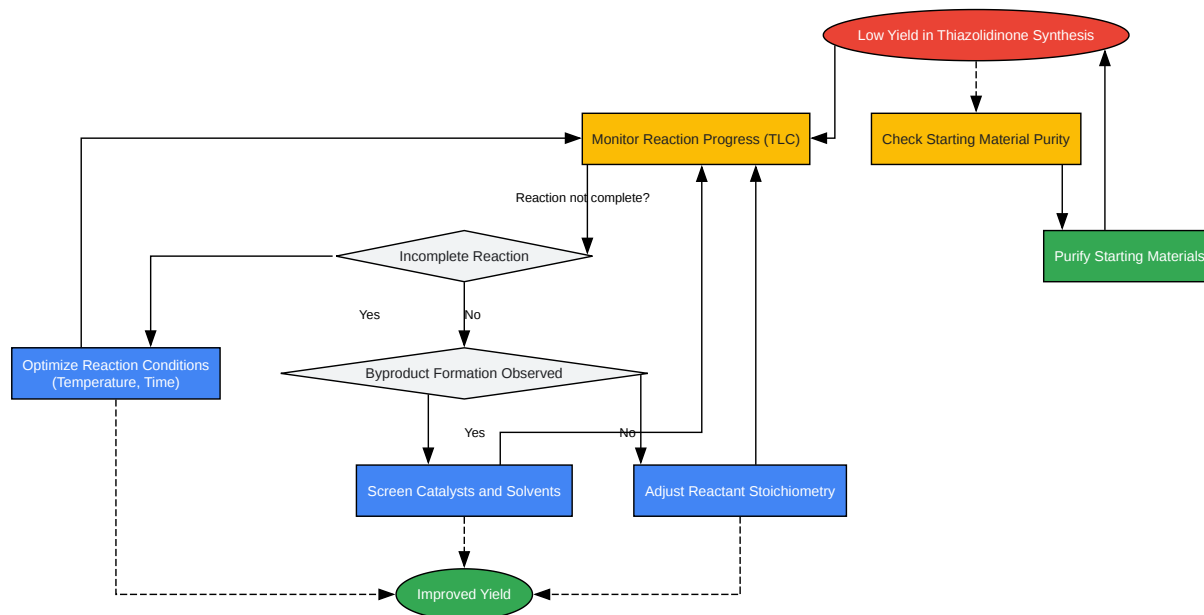 Low Yield in Thiazolidinone Synthesis
Monitor Reaction Progress (TLC)
Check Starting Material Purity
Reaction not complete?
Incomplete Reaction
Purify Starting Materials
Yes
No
Optimize Reaction Conditions
(Temperature, Time)
Byproduct Formation Observed
Yes
No
Screen Catalysts and Solvents
Adjust Reactant Stoichiometry
Improved Yield